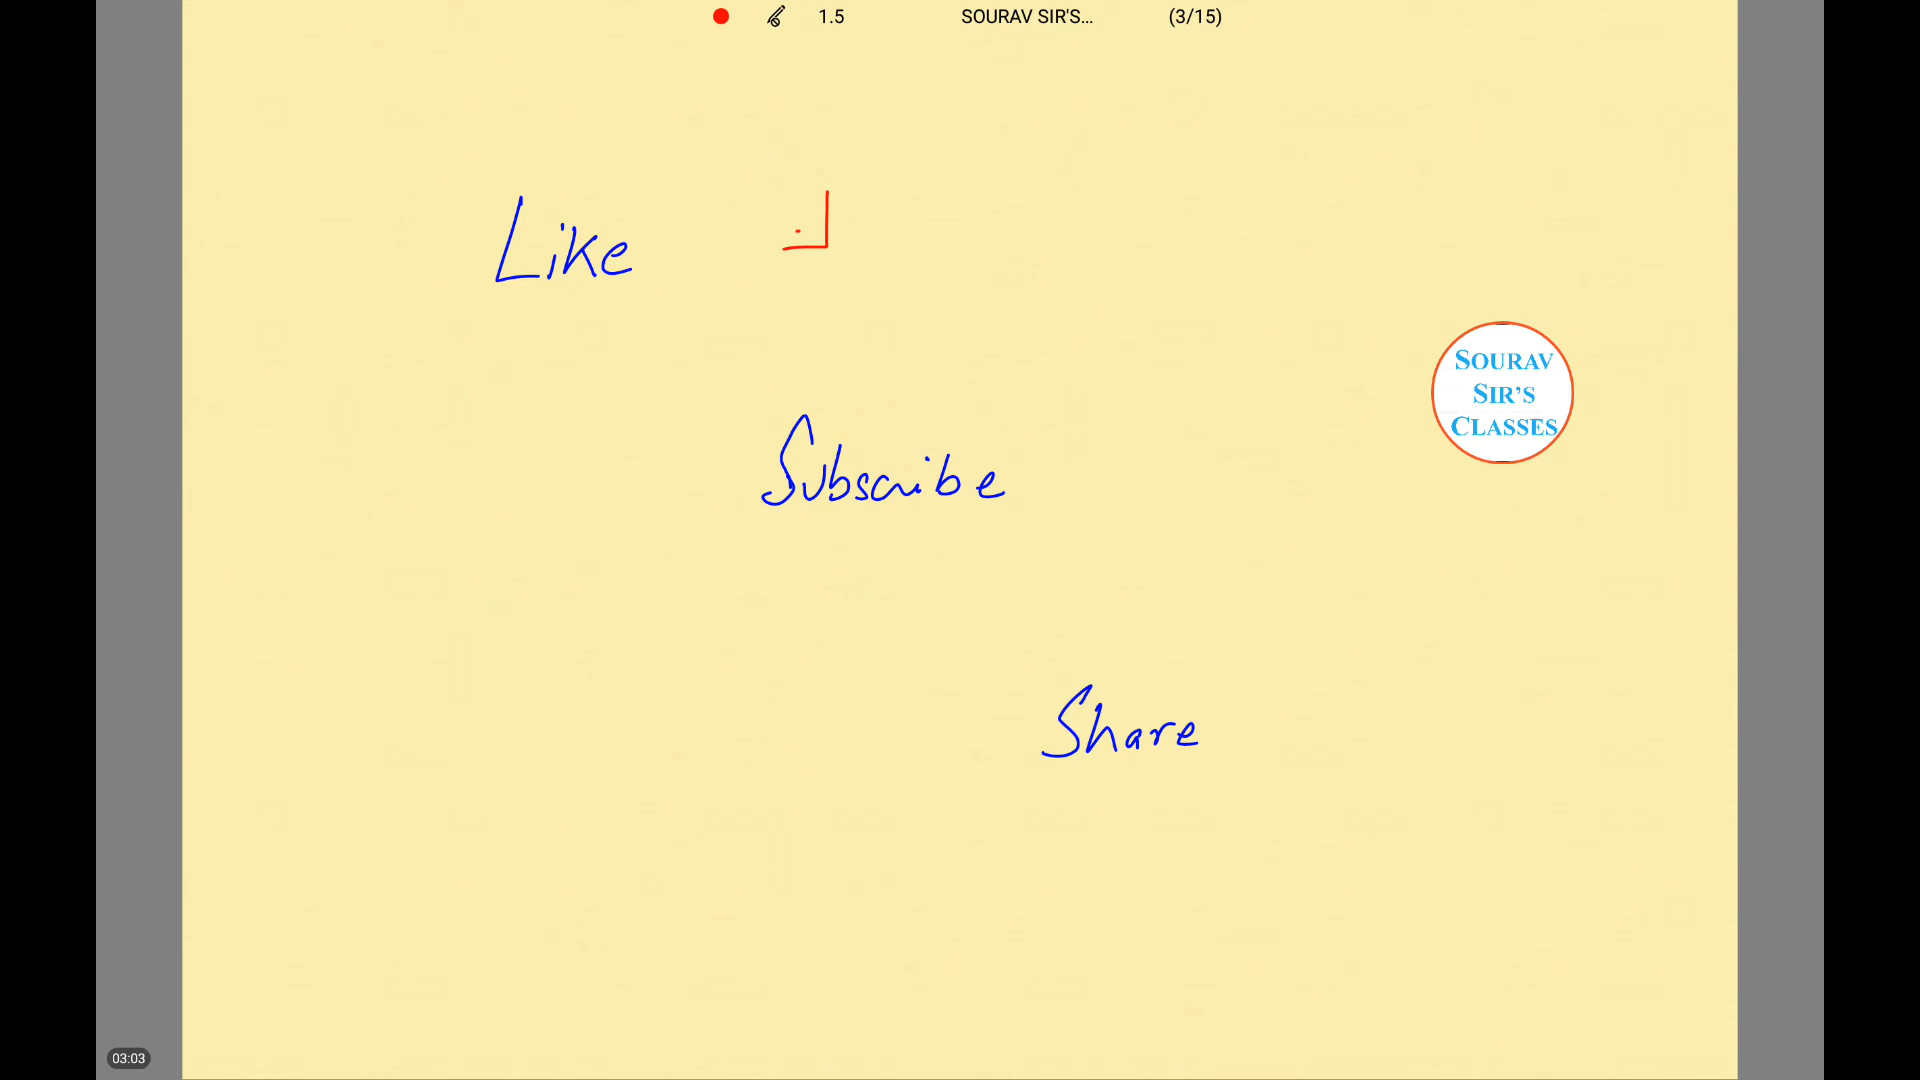 1.5 SOURAV SIR'S... (3/15)
Like
SOURAV
SIR'S
CLASSES
Subscribe
Share
03:03